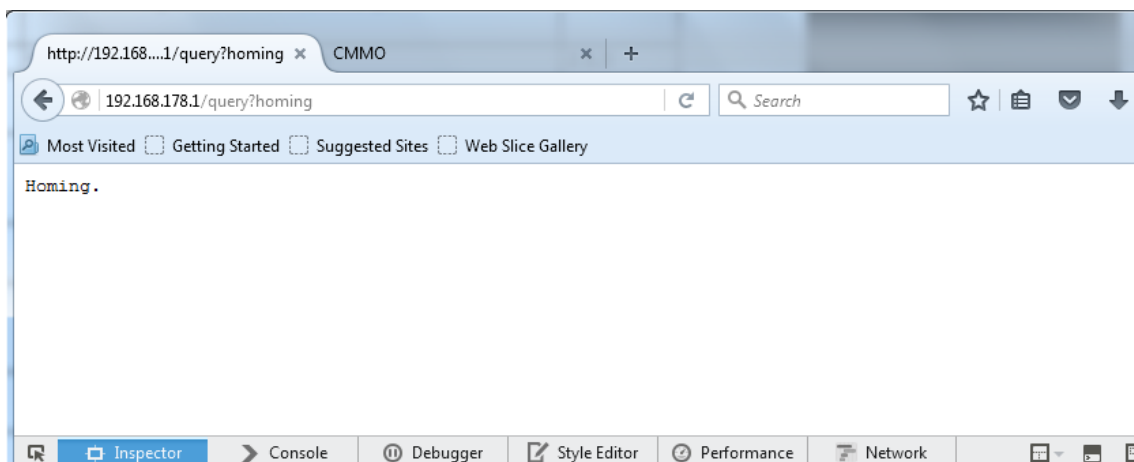 http://192.168....1/query?homing × CMMO × +
192.168.178.1/query?homing Search
Most Visited Getting Started Suggested Sites Web Slice Gallery
Homing.
Inspector Console Debugger Style Editor Performance Network